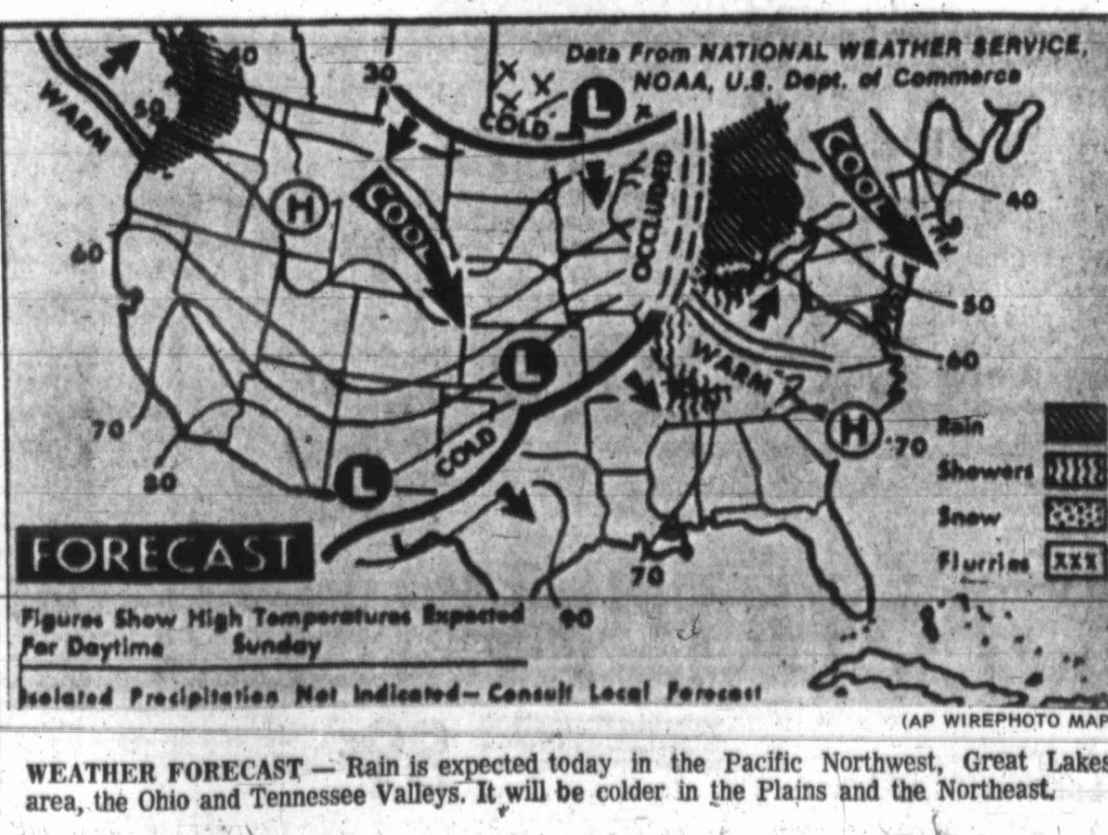 Data From NATIONAL WEATHER SERVICE,
NOAA, U.S. Dept. of Commerce
WARM
40
50
30
COLD
L
COOL
H
COOL
OCCLUDED
40
60
50
60
L
WARM
H
70
70
80
COLD
L
70
90
Rain
Showers
Snow
Flurries
XXX
FORECAST
Figures Show High Temperatures Expected
For Daytime Sunday
Isolated Precipitation Not Indicated— Consult Local Forecast
(AP WIREPHOTO MAP
WEATHER FORECAST — Rain is expected today in the Pacific Northwest, Great Lakes
area, the Ohio and Tennessee Valleys. It will be colder in the Plains and the Northeast.